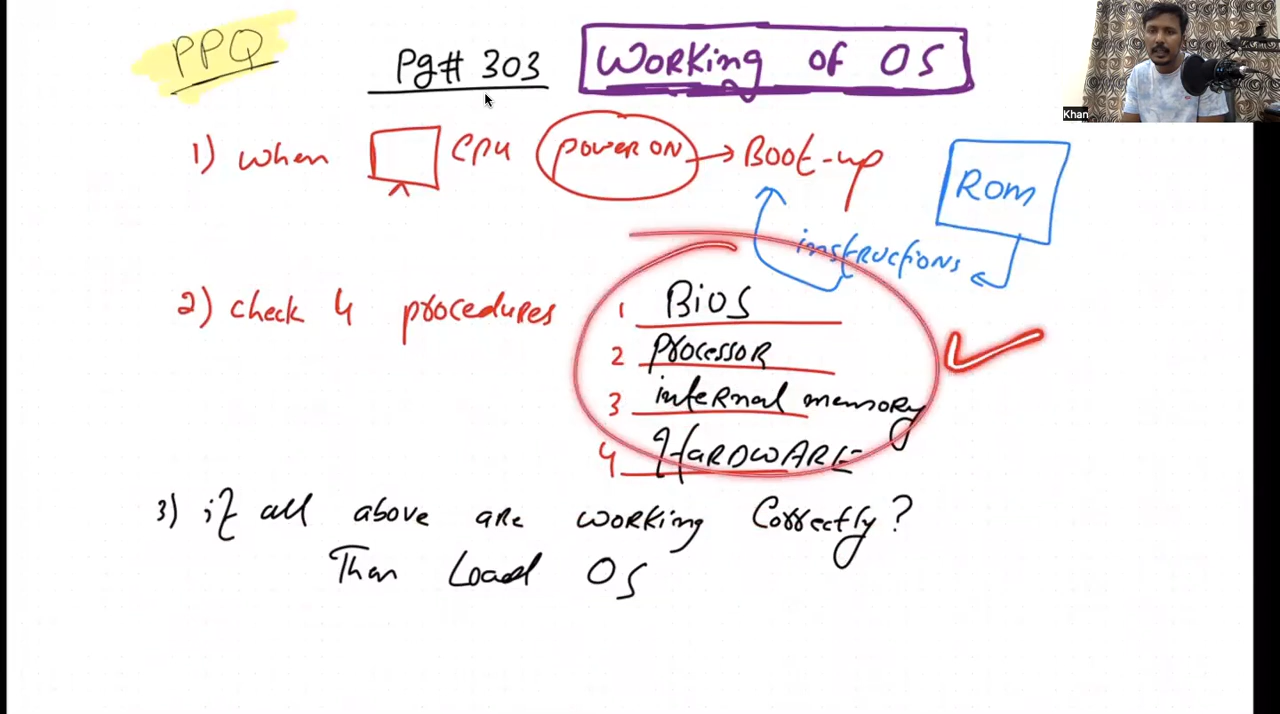 PPQ
Pg# 303
Working of OS
Khan
1) when CPU power ON → Boot-up
ROM
instructions
2) check 4 procedures
1 BiOS
2 processor
3 internal memory
4 HARDWARE
3) if all above are working Correctly?
Then Load OS